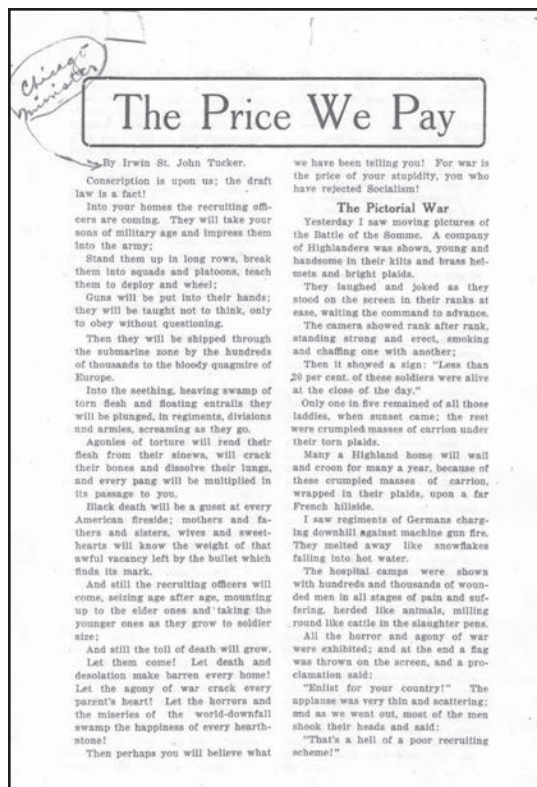 Chicago
minister
The Price We Pay
By Irwin St. John Tucker.
Conscription is upon us; the draft
law is a fact!
Into your homes the recruiting offi-
cers are coming. They will take your
sons of military age and impress them
into the army;
Stand them up in long rows, break
them into squads and platoons, teach
them to deploy and wheel;
Guns will be put into their hands;
they will be taught not to think, only
to obey without questioning.
Then they will be shipped through
the submarine zone by the hundreds
of thousands to the bloody quagmire of
Europe.
Into the seething, heaving swamp of
torn flesh and floating entrails they
will be plunged, in regiments, divisions
and armies, screaming as they go.
Agonies of torture will rend their
flesh from their sinews, will crack
their bones and dissolve their lungs,
and every pang will be multiplied in
its passage to you.
Black death will be a guest at every
American fireside; mothers and fa-
thers and sisters, wives and sweet-
hearts will know the weight of that
awful vacancy left by the bullet which
finds its mark.
And still the recruiting officers will
come, seizing age after age, mounting
up to the elder ones and taking the
younger ones as they grow to soldier
size;
And still the toll of death will grow.
Let them come! Let death and
desolation make barren every home!
Let the agony of war crack every
parent's heart! Let the horrors and
the miseries of the world-downfall
swamp the happiness of every hearth-
stone!
Then perhaps you will believe what
we have been telling you! For war is
the price of your stupidity, you who
have rejected Socialism!
The Pictorial War
Yesterday I saw moving pictures of
the Battle of the Somme. A company
of Highlanders was shown, young and
handsome in their kilts and brass hel-
mets and bright plaids.
They laughed and joked as they
stood on the screen in their ranks at
ease, waiting the command to advance.
The camera showed rank after rank,
standing strong and erect, smoking
and chaffing one with another;
Then it showed a sign: "Less than
20 per cent. of these soldiers were alive
at the close of the day."
Only one in five remained of all those
laddies, when sunset came; the rest
were crumpled masses of carrion under
their torn plaids.
Many a Highland home will wail
and croon for many a year, because of
these crumpled masses of carrion,
wrapped in their plaids, upon a far
French hillside.
I saw regiments of Germans charg-
ing downhill against machine gun fire.
They melted away like snowflakes
falling into hot water.
The hospital camps were shown
with hundreds and thousands of woun-
ded men in all stages of pain and suf-
fering, herded like animals, milling
round like cattle in the slaughter pens.
All the horror and agony of war
were exhibited; and at the end a flag
was thrown on the screen, and a pro-
clamation said:
"Enlist for your country!" The
applause was very thin and scattering;
and as we went out, most of the men
shook their heads and said:
"That's a hell of a poor recruiting
scheme!"